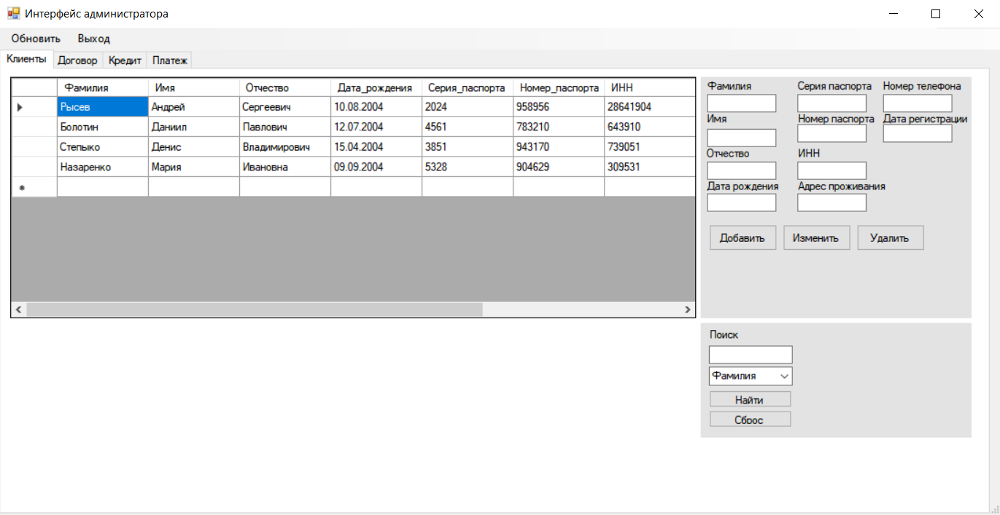 Интерфейс администратора
Обновить Выход
Клиенты Договор Кредит Платеж
Фамилия Имя Отчество Дата_рождения Серия_паспорта Номер_паспорта ИНН
Рысев Андрей Сергеевич 10.08.2004 2024 958956 28641904
Болотин Даниил Павлович 12.07.2004 4561 783210 643910
Степыко Денис Владимирович 15.04.2004 3851 943170 739051
Назаренко Мария Ивановна 09.09.2004 5328 904629 309531
Фамилия Серия паспорта Номер телефона
Имя Номер паспорта Дата регистрации
Отчество ИНН
Дата рождения Адрес проживания
Добавить Изменить Удалить
Поиск
Фамилия
Найти
Сброс